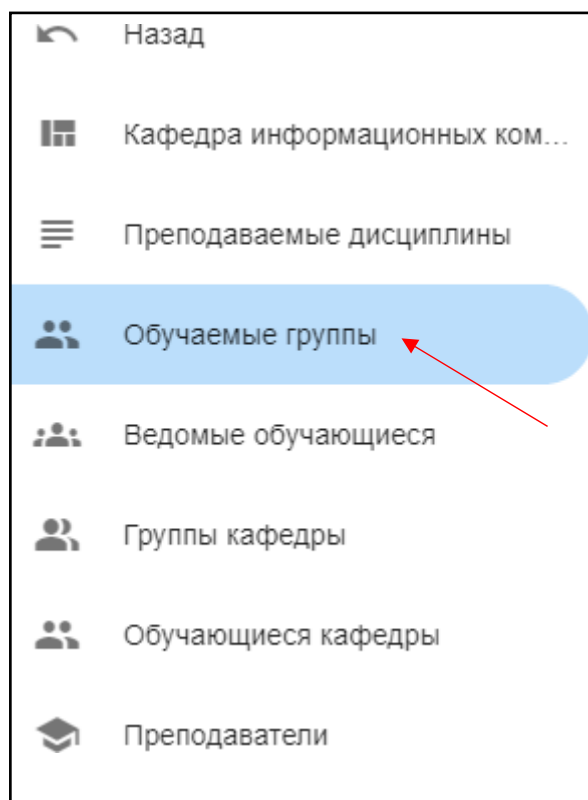 Назад
Кафедра информационных ком...
Преподаваемые дисциплины
Обучаемые группы
Ведомые обучающиеся
Группы кафедры
Обучающиеся кафедры
Преподаватели